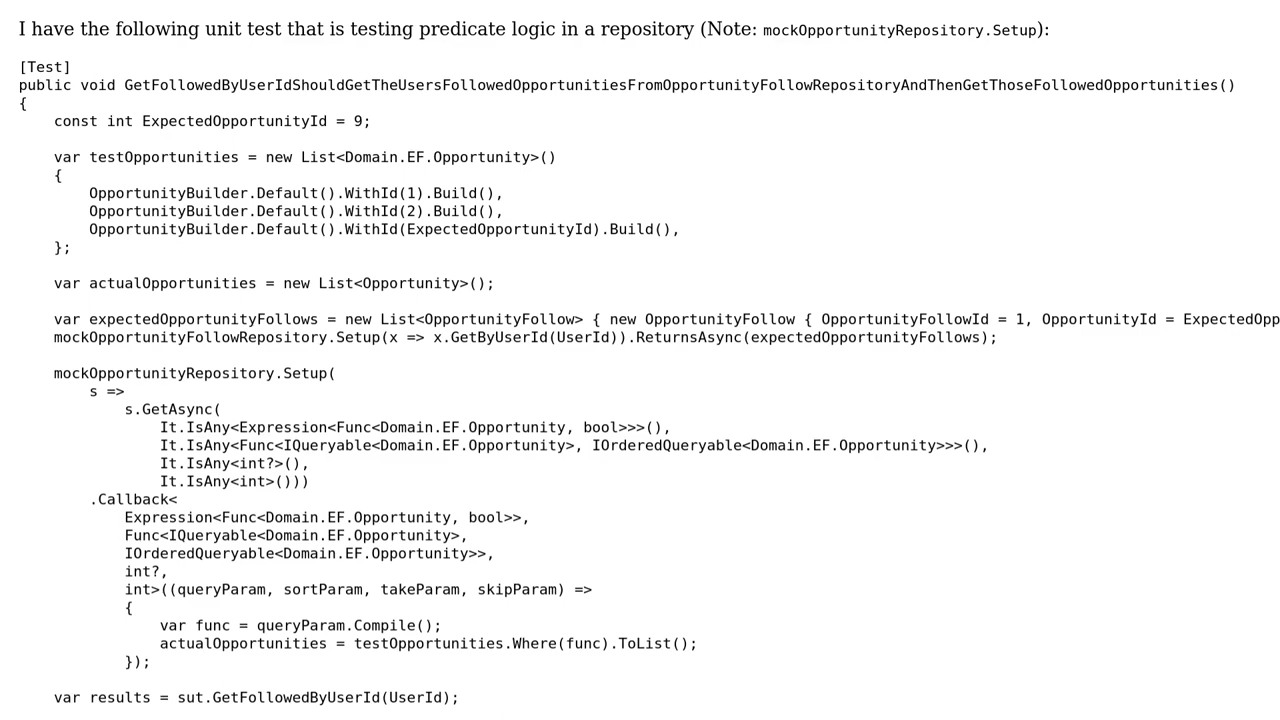 I have the following unit test that is testing predicate logic in a repository (Note: mockOpportunityRepository.Setup):
[Test]
public void GetFollowedByUserIdShouldGetTheUsersFollowedOpportunitiesFromOpportunityFollowRepositoryAndThenGetThoseFollowedOpportunities()
{
    const int ExpectedOpportunityId = 9;
    var testOpportunities = new List<Domain.EF.Opportunity>()
    {
        OpportunityBuilder.Default().WithId(1).Build(),
        OpportunityBuilder.Default().WithId(2).Build(),
        OpportunityBuilder.Default().WithId(ExpectedOpportunityId).Build(),
    };
    var actualOpportunities = new List<Opportunity>();
    var expectedOpportunityFollows = new List<OpportunityFollow> { new OpportunityFollow { OpportunityFollowId = 1, OpportunityId = ExpectedOpp
    mockOpportunityFollowRepository.Setup(x => x.GetByUserId(UserId)).ReturnsAsync(expectedOpportunityFollows);
    mockOpportunityRepository.Setup(
        s =>
            s.GetAsync(
                It.IsAny<Expression<Func<Domain.EF.Opportunity, bool>>>(),
                It.IsAny<Func<IQueryable<Domain.EF.Opportunity>, IOrderedQueryable<Domain.EF.Opportunity>>>(),
                It.IsAny<int?>(),
                It.IsAny<int>()))
        .Callback<
            Expression<Func<Domain.EF.Opportunity, bool>>,
            Func<IQueryable<Domain.EF.Opportunity>,
            IOrderedQueryable<Domain.EF.Opportunity>>,
            int?,
            int>((queryParam, sortParam, takeParam, skipParam) =>
            {
                var func = queryParam.Compile();
                actualOpportunities = testOpportunities.Where(func).ToList();
            });
    var results = sut.GetFollowedByUserId(UserId);